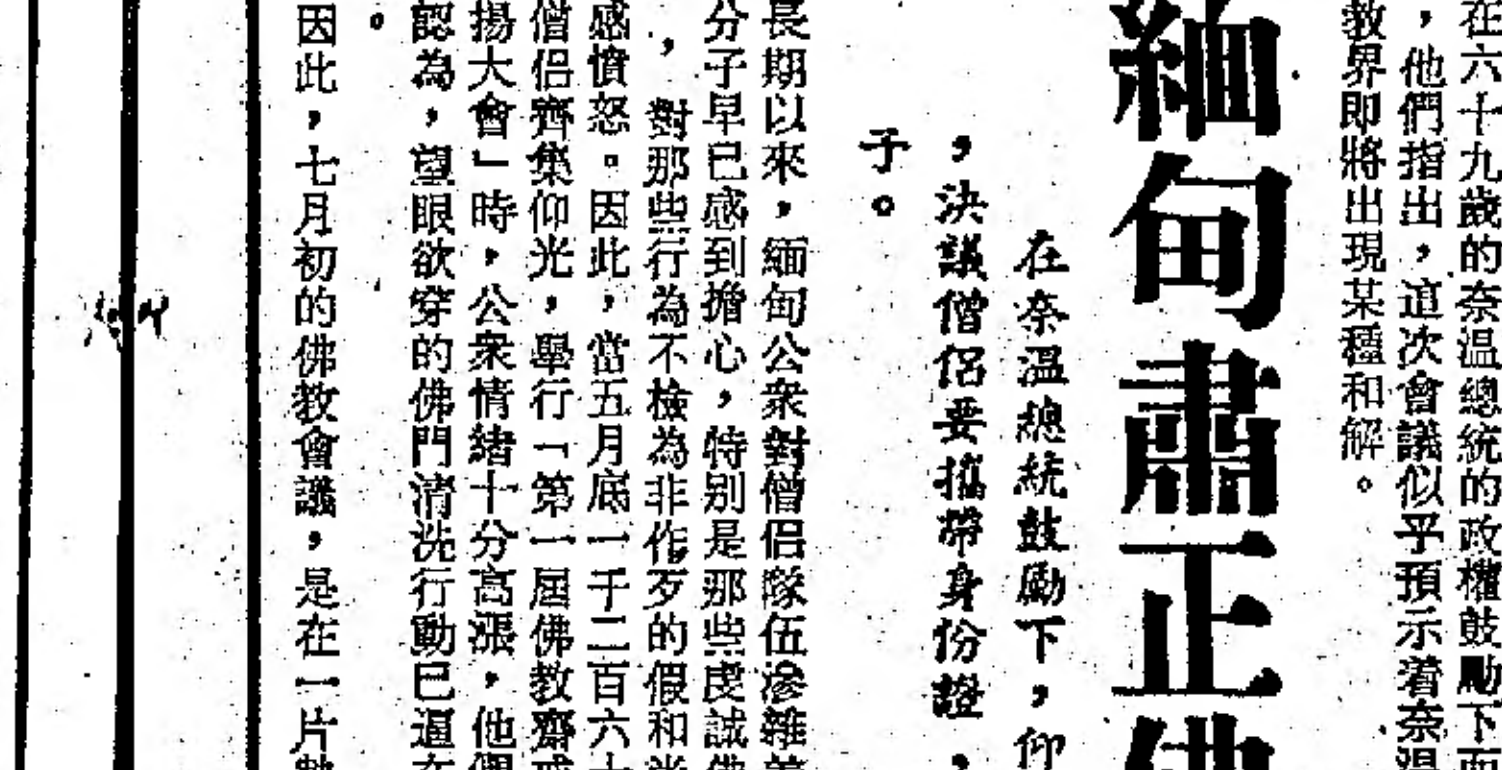 在六十九歲的奈温總統的政權鼓勵下
，他們指出，這次會議似乎預示着奈温
教界即將出現某種和解。
緬甸肅正佛
在奈溫總統鼓勵下，仰
，決議僧侶要攜帶身份證，
子。
長期以來，緬甸公衆對僧侶隊伍滲雜
分子早已感到擔心，特别是那些虔誠佛
，對那些行為不檢為非作歹的假和尚
感憤怒。因此，當五月底一千二百六十
僧侶齊集仰光，舉行「第一屆佛教齋戒
揚大會」時，公衆情緒十分高漲，他們
認為，望眼欲穿的佛門清洗行動已逼在
。
因此，七月初的佛教會議，是在一片